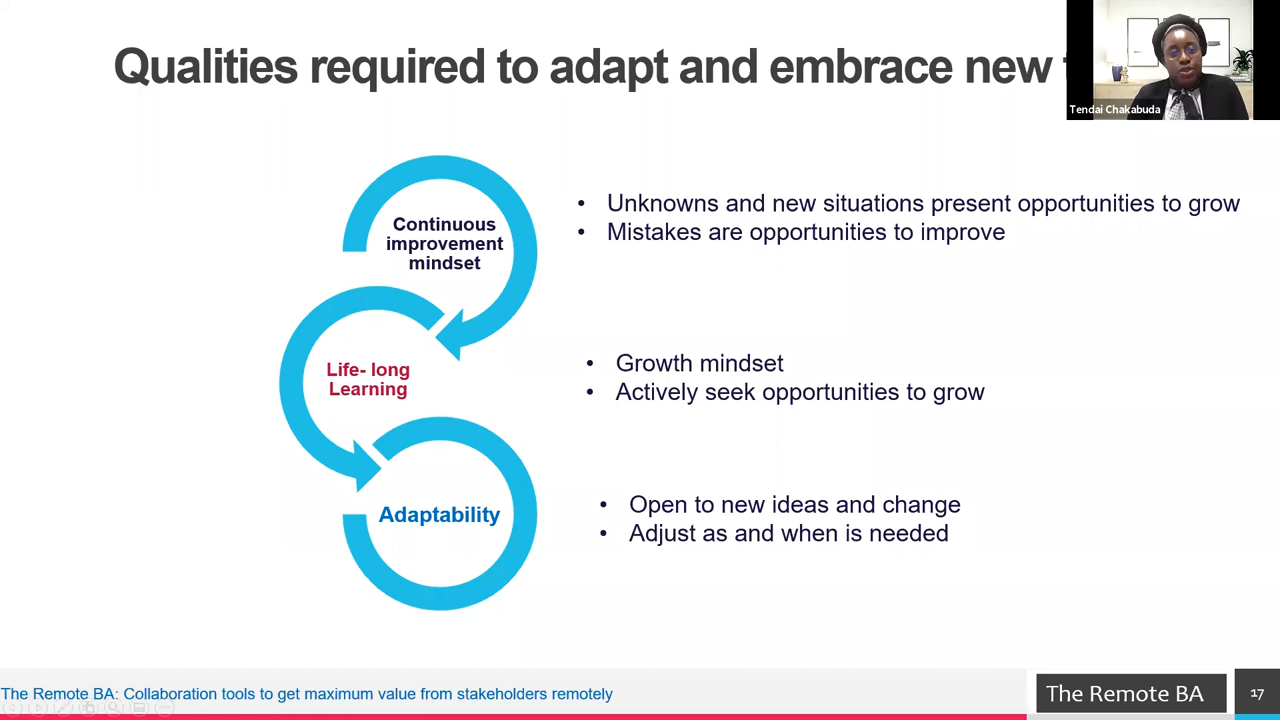 Qualities required to adapt and embrace new
Tendai Chakabuda
Continuous
improvement
mindset
• Unknowns and new situations present opportunities to grow
• Mistakes are opportunities to improve
Life- long
Learning
• Growth mindset
• Actively seek opportunities to grow
Adaptability
• Open to new ideas and change
• Adjust as and when is needed
The Remote BA: Collaboration tools to get maximum value from stakeholders remotely
The Remote BA
17